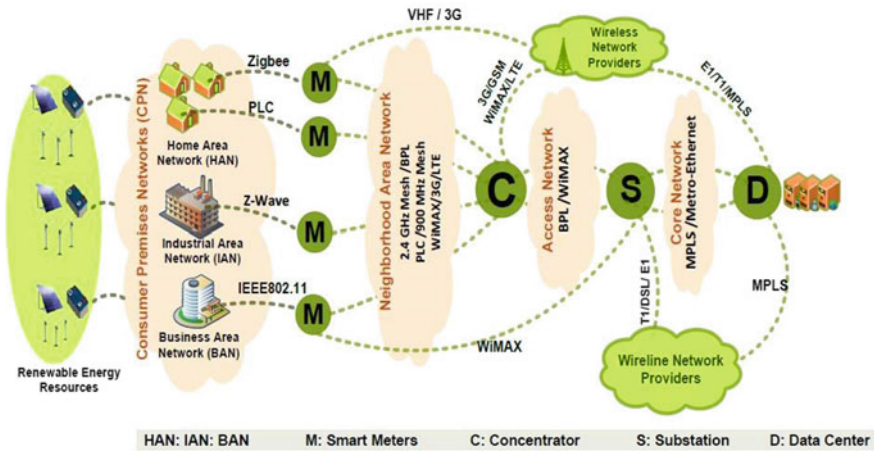 VHF / 3G
Wireless
Network
Providers
Zigbee
M
3G/GSM
WiMAX/LTE
E1/T1/MPLS
Consumer Premises Networks (CPN)
PLC
M
Home Area
Network (HAN)
Neighborhood Area Network
2.4 GHz Mesh /BPL
PLC /900 MHz Mesh
WiMAX/3G/LTE
C
Access Network
BPL /WiMAX
S
Core Network
MPLS /Metro-Ethernet
D
Z-Wave
M
Industrial Area
Network (IAN)
IEEE802.11
M
Business Area
Network (BAN)
WiMAX
T1/DSL/ E1
MPLS
Wireline Network
Providers
Renewable Energy
Resources
HAN: IAN: BAN M: Smart Meters C: Concentrator S: Substation D: Data Center